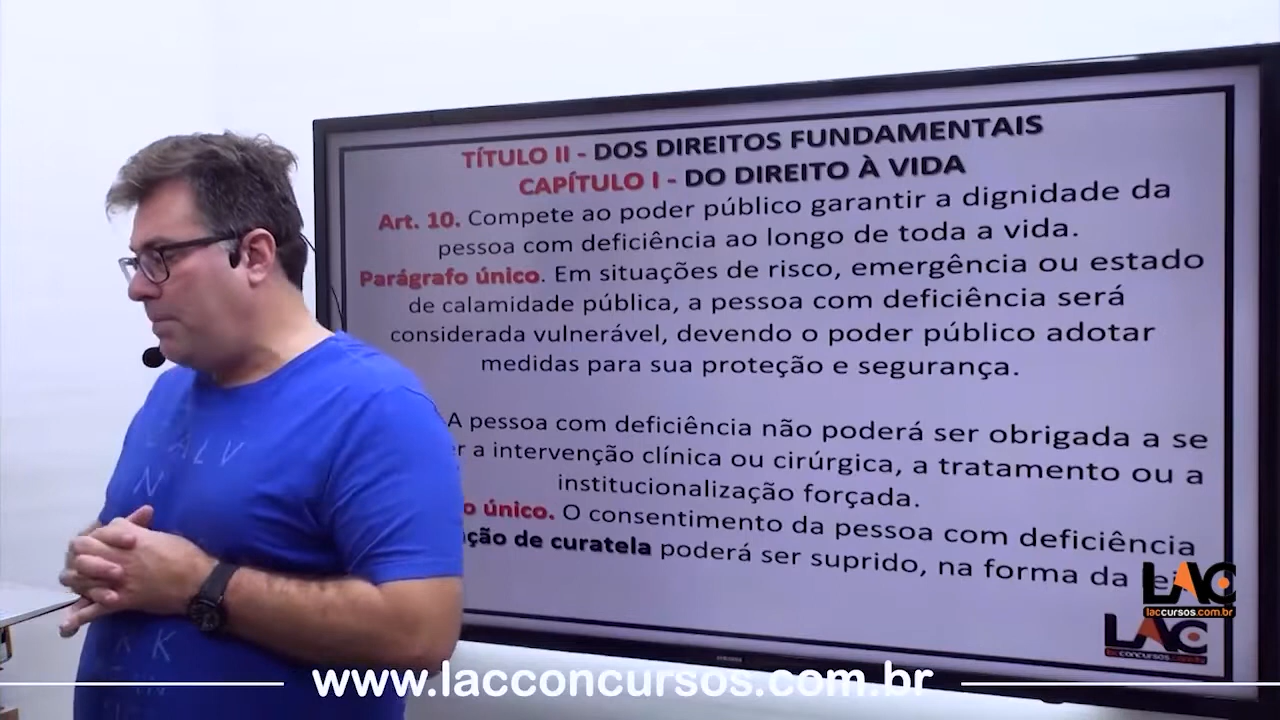 TÍTULO II - DOS DIREITOS FUNDAMENTAIS
CAPÍTULO I - DO DIREITO À VIDA
Art. 10. Compete ao poder público garantir a dignidade da
pessoa com deficiência ao longo de toda a vida.
Parágrafo único. Em situações de risco, emergência ou estado
de calamidade pública, a pessoa com deficiência será
considerada vulnerável, devendo o poder público adotar
medidas para sua proteção e segurança.
A pessoa com deficiência não poderá ser obrigada a se
a intervenção clínica ou cirúrgica, a tratamento ou a
institucionalização forçada.
único. O consentimento da pessoa com deficiência
de curatela poderá ser suprido, na forma da
LAC
laccursos.com.br
LAC
www.lacconcursos.com.br